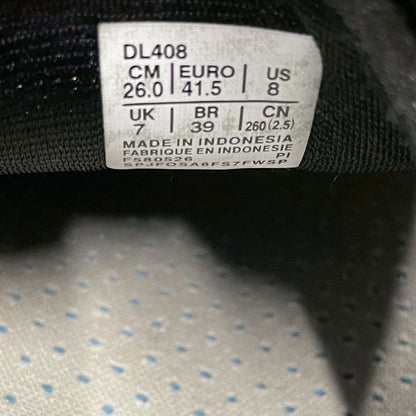 DL408
CM EURO US
26.0 41.5 8
UK BR CN
7 39 260(2.5)
MADE IN INDONESIA
FABRIQUE EN INDONESIE
F580526 PI
SPJFOSA6FS7FWSP